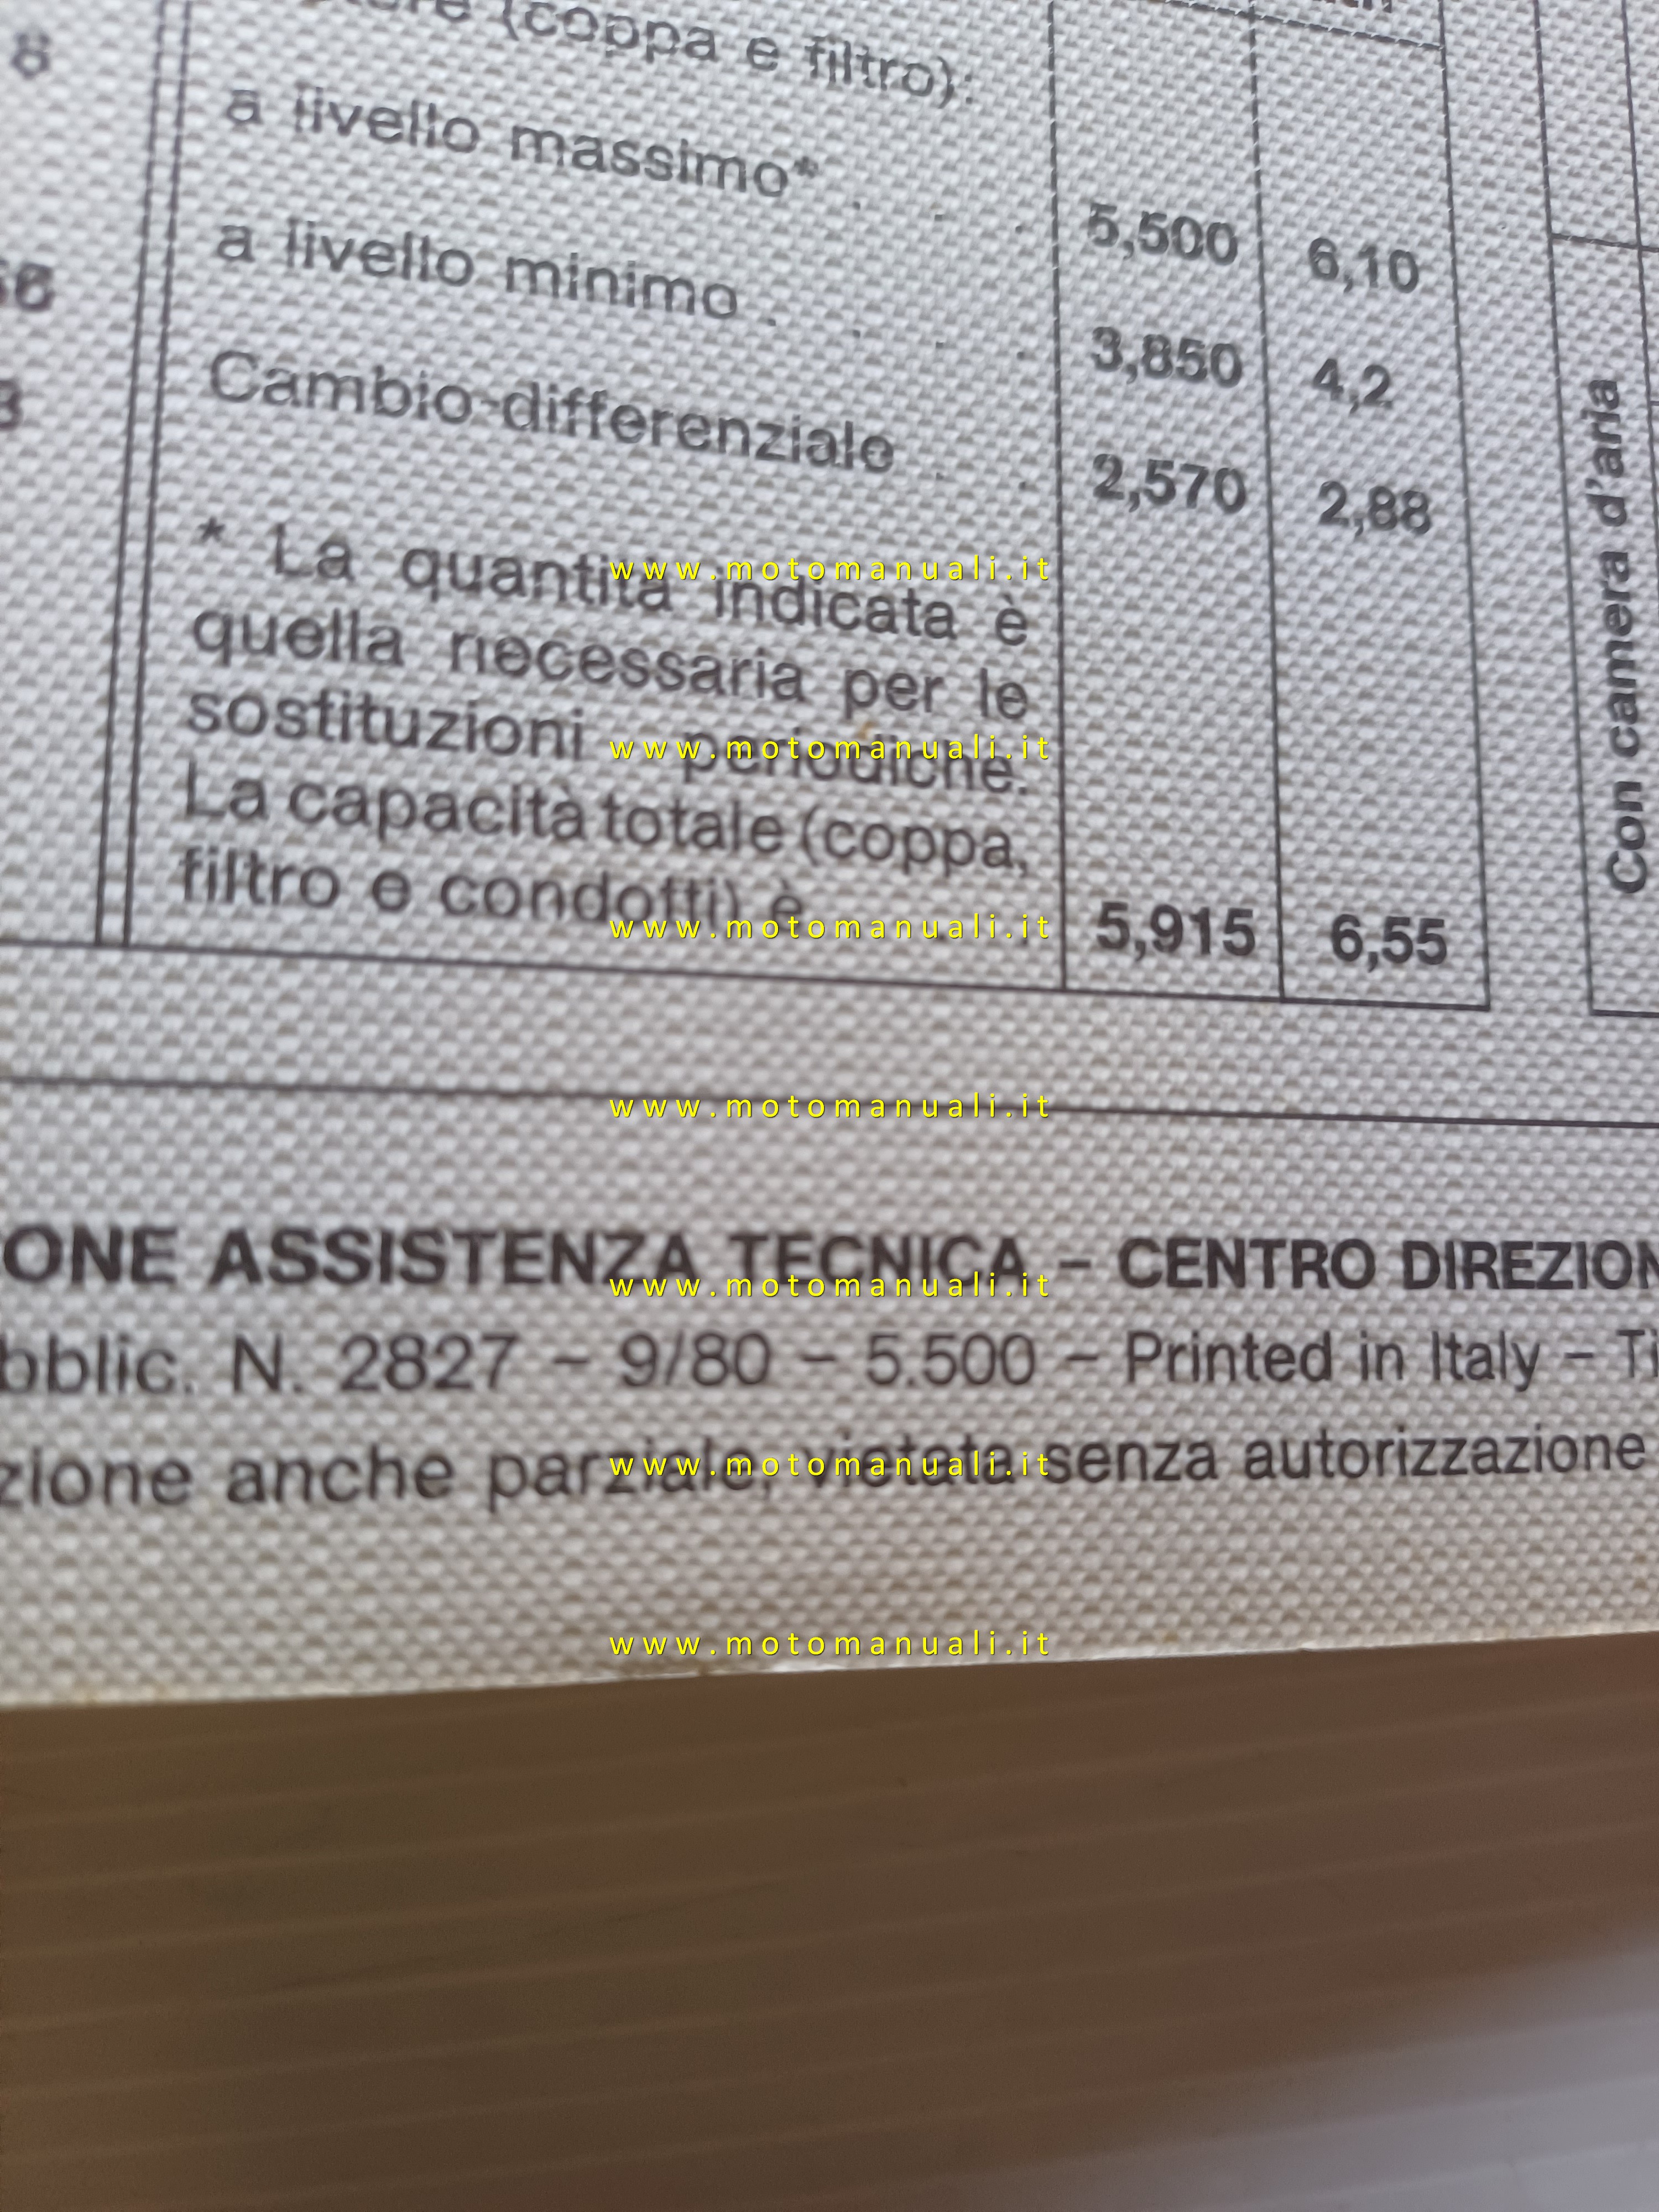 8
(coppa e filtro):
a livello massimo* . . . 5,500 6,10
a livello minimo . . . . 3,850 4,2
Cambio-differenziale . . 2,570 2,88
* La quantità indicata è
quella necessaria per le
sostituzioni periodiche.
La capacità totale (coppa,
filtro e condotti) è . . 5,915 6,55
Con camera d'aria
ONE ASSISTENZA TECNICA – CENTRO DIREZION
bblic. N. 2827 – 9/80 – 5.500 – Printed in Italy – Ti
zione anche parziale, vietata senza autorizzazione
www.motomanuali.it
www.motomanuali.it
www.motomanuali.it
www.motomanuali.it
www.motomanuali.it
www.motomanuali.it
www.motomanuali.it